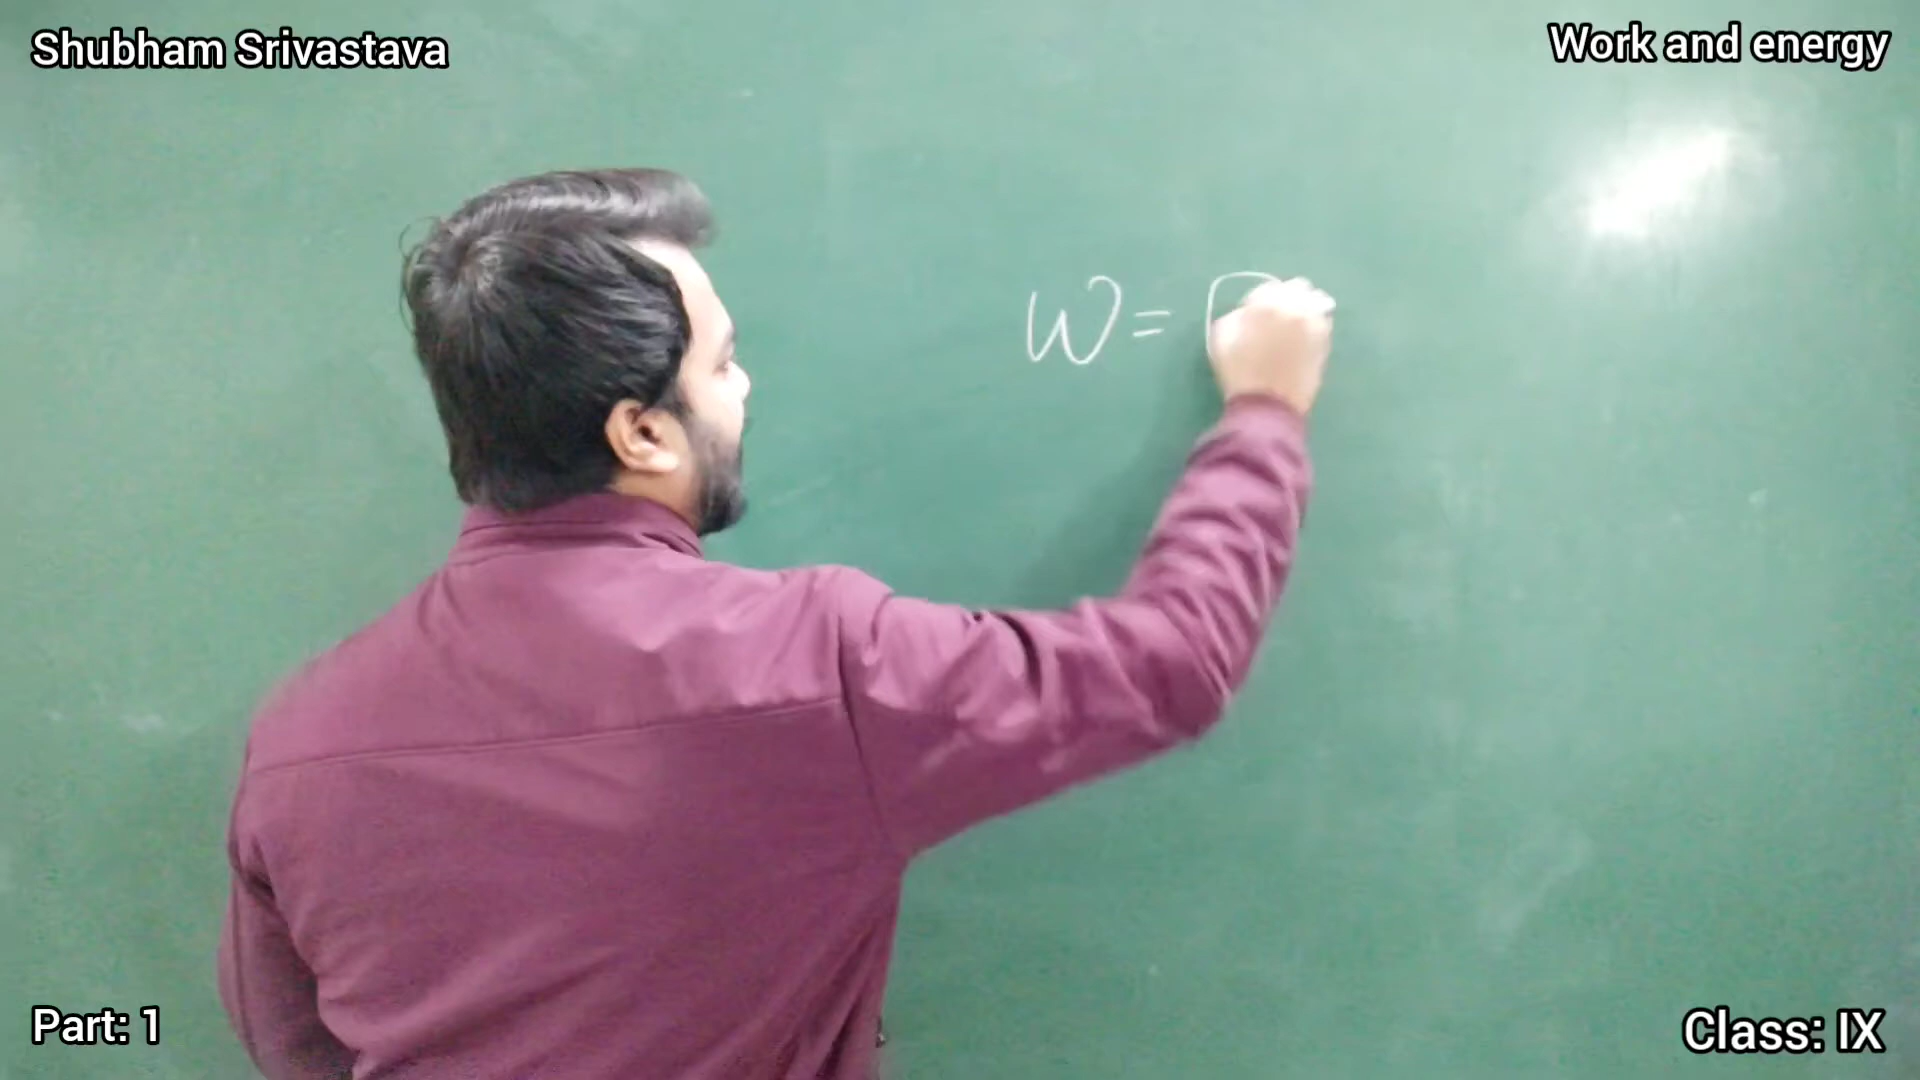 Shubham Srivastava
Work and energy
W =
Part: 1
Class: IX